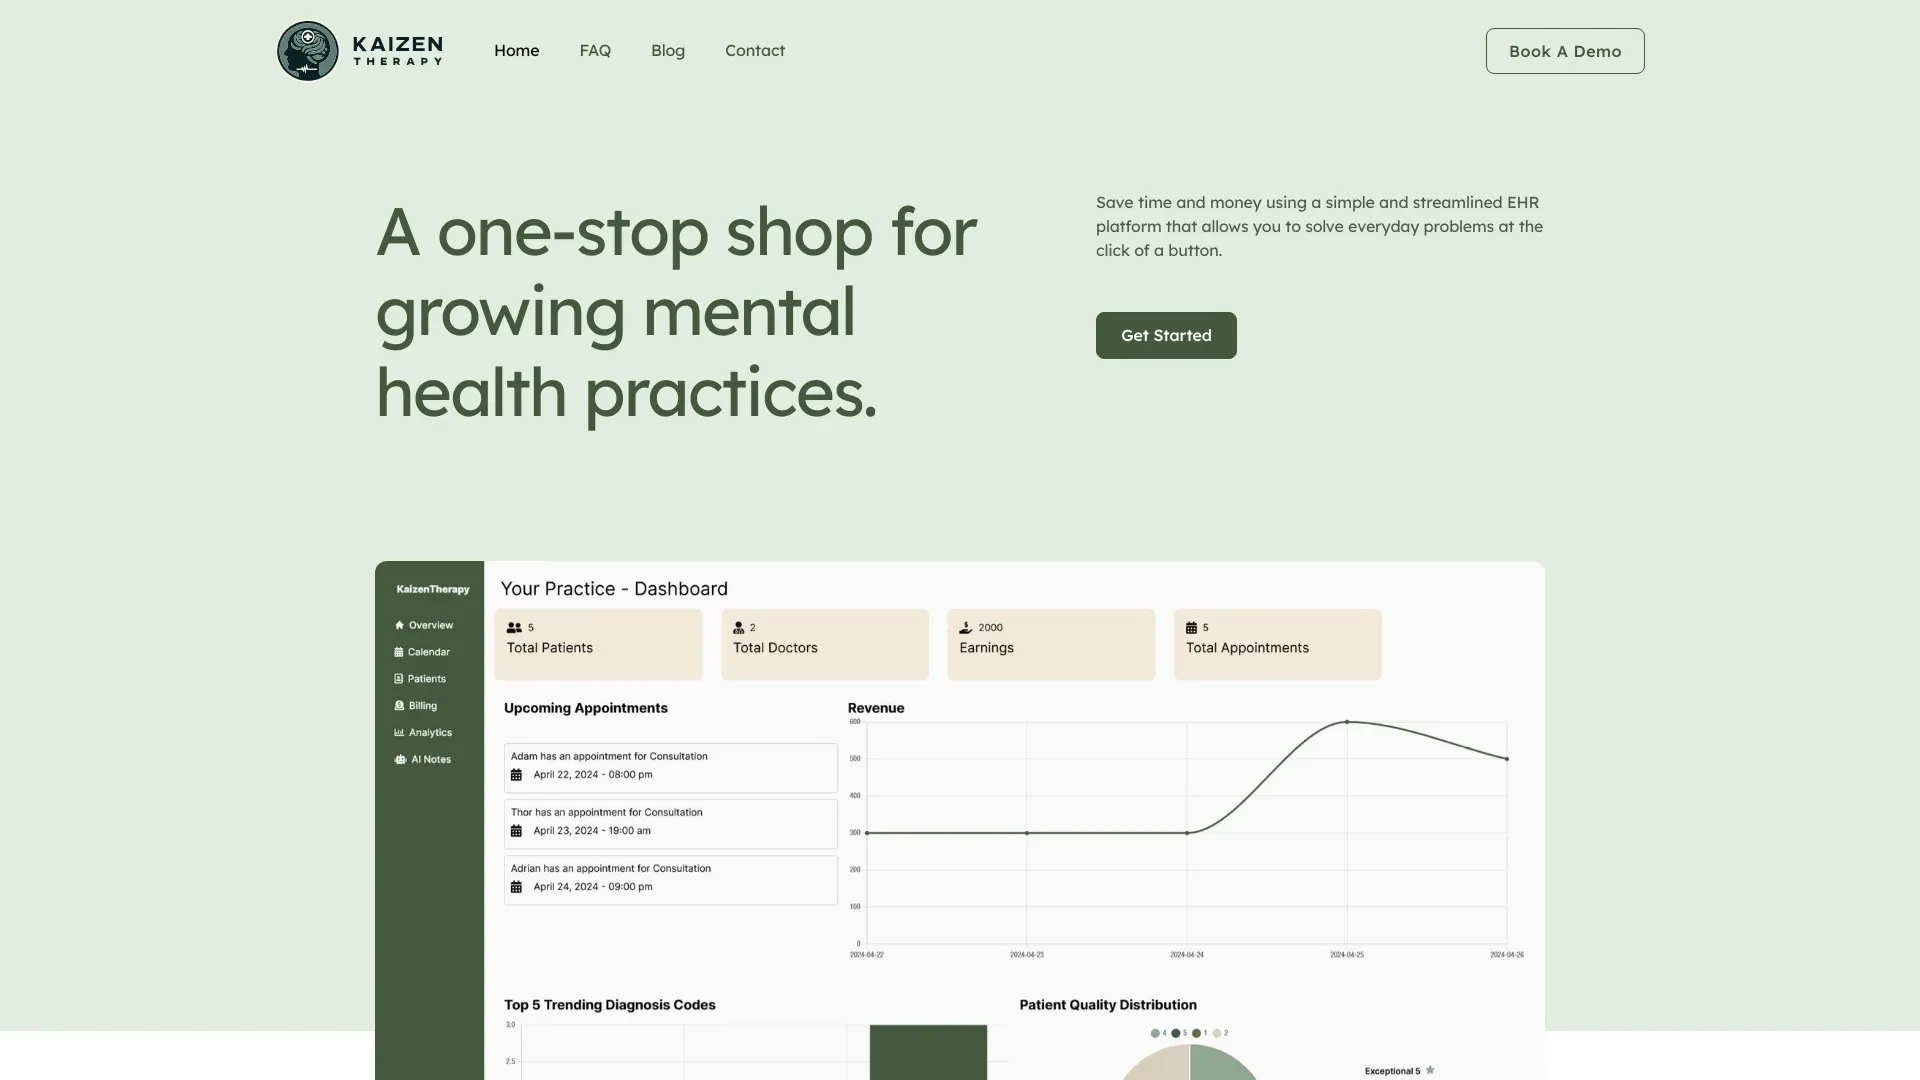 KAIZEN
THERAPY
Home
FAQ
Blog
Contact
Book A Demo
A one-stop shop for
growing mental
health practices.
Save time and money using a simple and streamlined EHR
platform that allows you to solve everyday problems at the
click of a button.
Get Started
KaizenTherapy
Overview
Calendar
Patients
Billing
Analytics
AI Notes
Your Practice - Dashboard
5
Total Patients
2
Total Doctors
2000
Earnings
5
Total Appointments
Upcoming Appointments
Adam has an appointment for Consultation
April 22, 2024 - 08:00 pm
Thor has an appointment for Consultation
April 23, 2024 - 19:00 am
Adrian has an appointment for Consultation
April 24, 2024 - 09:00 pm
Revenue
600
500
400
300
200
100
0
2024-04-22
2024-04-23
2024-04-24
2024-04-25
2024-04-26
Top 5 Trending Diagnosis Codes
3.0
2.5
Patient Quality Distribution
4 5 1 2
Exceptional 5